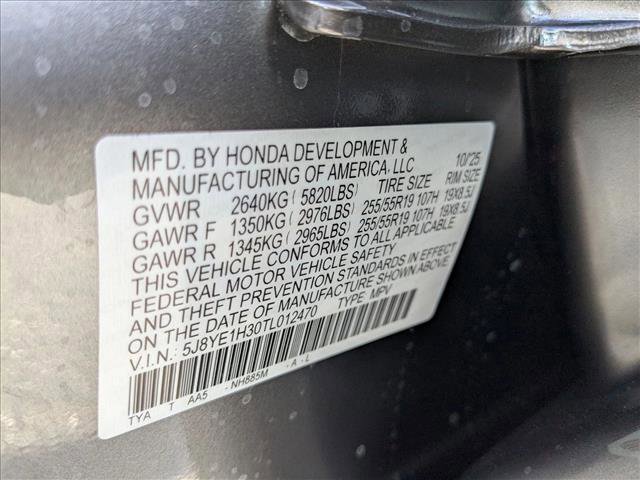 MFD. BY HONDA DEVELOPMENT & 10/25
MANUFACTURING OF AMERICA, LLC
GVWR 2640KG ( 5820LBS) TIRE SIZE RIM SIZE
GAWR F 1350KG ( 2976LBS) 255/55R19 107H 19X8.5J
GAWR R 1345KG ( 2965LBS) 255/55R19 107H 19X8.5J
THIS VEHICLE CONFORMS TO ALL APPLICABLE
FEDERAL MOTOR VEHICLE SAFETY
AND THEFT PREVENTION STANDARDS IN EFFECT
ON THE DATE OF MANUFACTURE SHOWN ABOVE.
V.I.N.: 5J8YE1H30TL012470 TYPE: MPV
TYA T AA5 - NH885M - A - L